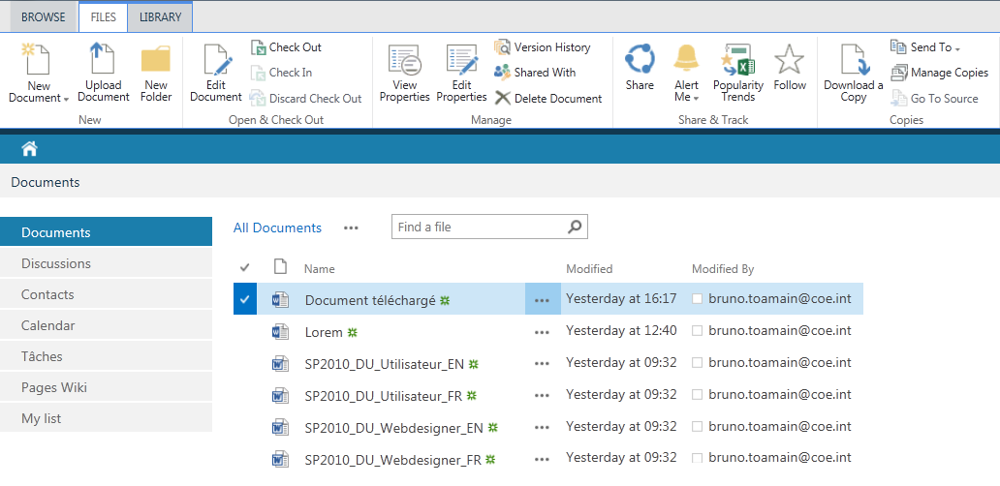 BROWSE FILES LIBRARY
New Document Upload Document New Folder
New
Edit Document Check Out
Check In
Discard Check Out
Open & Check Out
View Properties Edit Properties Version History
Shared With
Delete Document
Manage
Share Alert Me Popularity Trends Follow
Share & Track
Download a Copy Send To
Manage Copies
Go To Source
Copies
Documents
Documents
Discussions
Contacts
Calendar
Tâches
Pages Wiki
My list
All Documents ••• Find a file
Name Modified Modified By
Document téléchargé ••• Yesterday at 16:17 bruno.toamain@coe.int
Lorem ••• Yesterday at 12:40 bruno.toamain@coe.int
SP2010_DU_Utilisateur_EN ••• Yesterday at 09:32 bruno.toamain@coe.int
SP2010_DU_Utilisateur_FR ••• Yesterday at 09:32 bruno.toamain@coe.int
SP2010_DU_Webdesigner_EN ••• Yesterday at 09:32 bruno.toamain@coe.int
SP2010_DU_Webdesigner_FR ••• Yesterday at 09:32 bruno.toamain@coe.int